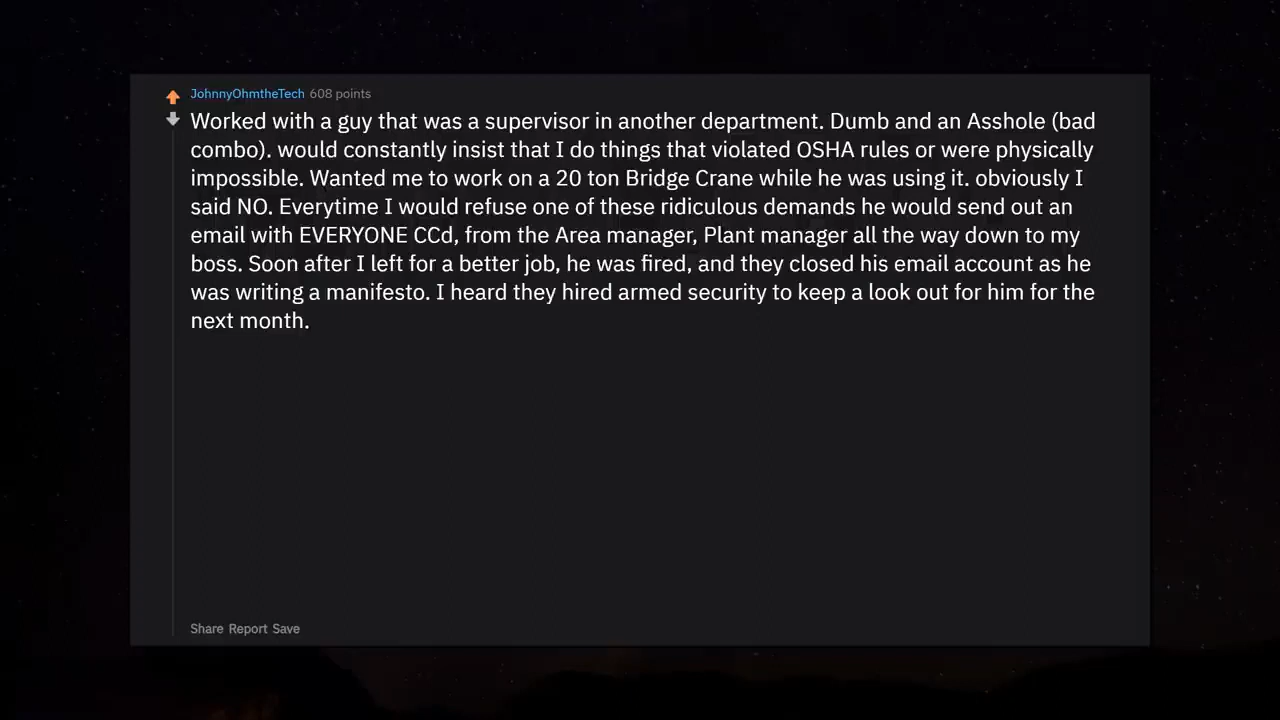 JohnnyOhmtheTech 608 points
Worked with a guy that was a supervisor in another department. Dumb and an Asshole (bad
combo). would constantly insist that I do things that violated OSHA rules or were physically
impossible. Wanted me to work on a 20 ton Bridge Crane while he was using it. obviously I
said NO. Everytime I would refuse one of these ridiculous demands he would send out an
email with EVERYONE CCd, from the Area manager, Plant manager all the way down to my
boss. Soon after I left for a better job, he was fired, and they closed his email account as he
was writing a manifesto. I heard they hired armed security to keep a look out for him for the
next month.
Share Report Save